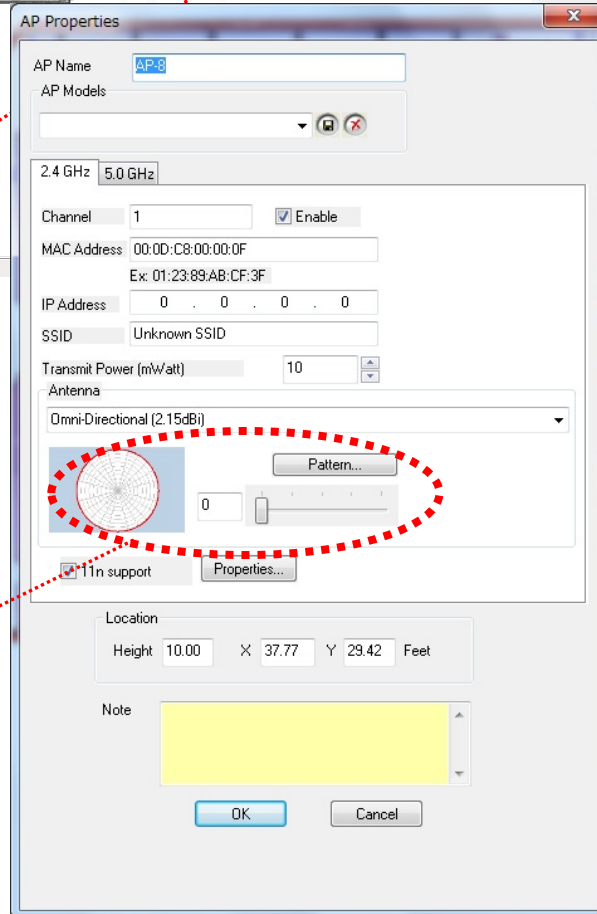 AP Properties
AP Name AP-8
AP Models
2.4 GHz 5.0 GHz
Channel 1 Enable
MAC Address 00:0D:C8:00:00:0F
Ex: 01:23:89:AB:CF:3F
IP Address 0 . 0 . 0 . 0
SSID Unknown SSID
Transmit Power (mWatt) 10
Antenna
Omni-Directional (2.15dBi)
Pattern...
0
11n support Properties...
Location
Height 10.00 X 37.77 Y 29.42 Feet
Note
OK Cancel